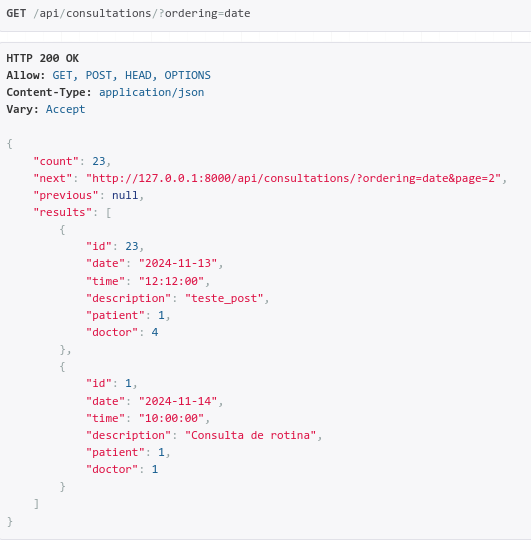 GET /api/consultations/?ordering=date
HTTP 200 OK
Allow: GET, POST, HEAD, OPTIONS
Content-Type: application/json
Vary: Accept
{
    "count": 23,
    "next": "http://127.0.0.1:8000/api/consultations/?ordering=date&page=2",
    "previous": null,
    "results": [
        {
            "id": 23,
            "date": "2024-11-13",
            "time": "12:12:00",
            "description": "teste_post",
            "patient": 1,
            "doctor": 4
        },
        {
            "id": 1,
            "date": "2024-11-14",
            "time": "10:00:00",
            "description": "Consulta de rotina",
            "patient": 1,
            "doctor": 1
        }
    ]
}